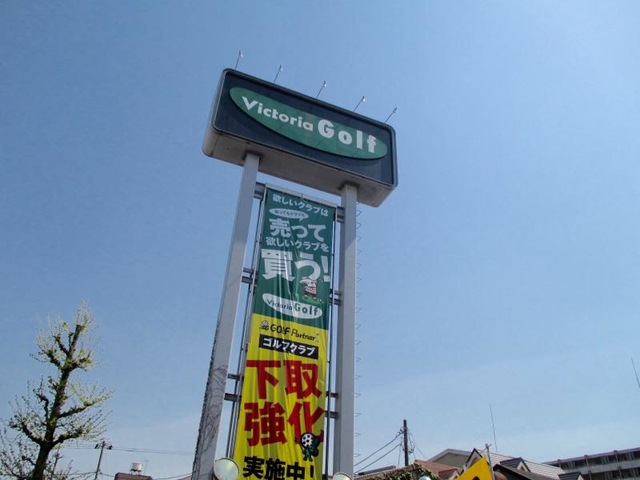 Victoria Golf
欲しいクラブは
売って
欲しいクラブを
買う!
Victoria Golf
GOLF Partner
ゴルフクラブ
下取
強化
実施中!